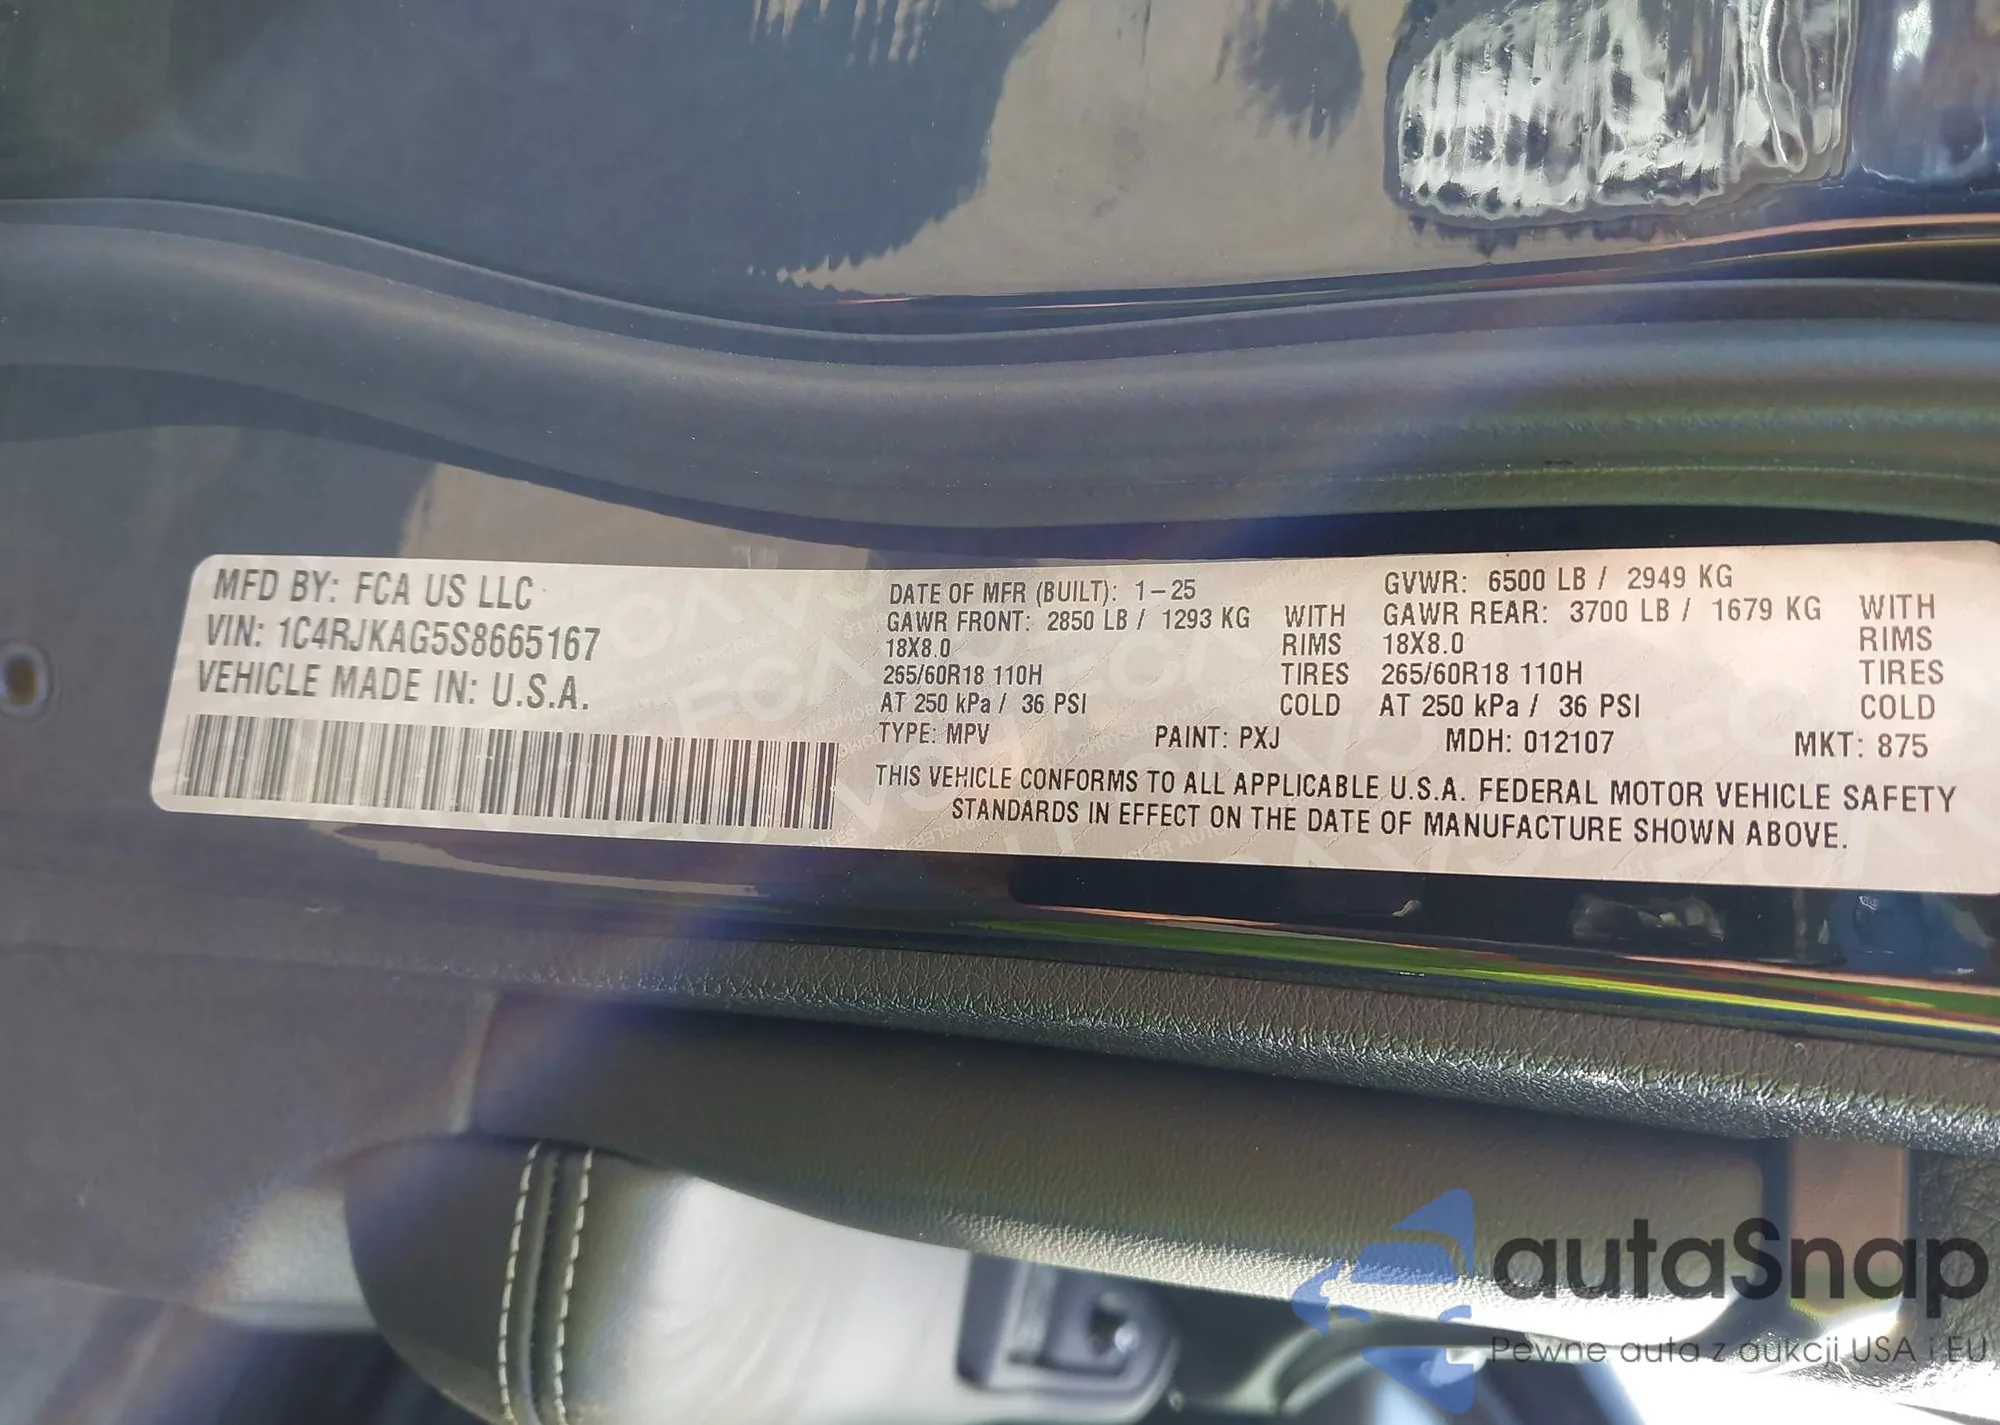 MFD BY: FCA US LLC
VIN: 1C4RJKAG5S8665167
VEHICLE MADE IN: U.S.A.
DATE OF MFR (BUILT): 1-25 GVWR: 6500 LB / 2949 KG
GAWR FRONT: 2850 LB / 1293 KG WITH GAWR REAR: 3700 LB / 1679 KG WITH
18X8.0 RIMS 18X8.0 RIMS
265/60R18 110H TIRES 265/60R18 110H TIRES
AT 250 kPa / 36 PSI COLD AT 250 kPa / 36 PSI COLD
TYPE: MPV PAINT: PXJ MDH: 012107 MKT: 875
THIS VEHICLE CONFORMS TO ALL APPLICABLE U.S.A. FEDERAL MOTOR VEHICLE SAFETY
STANDARDS IN EFFECT ON THE DATE OF MANUFACTURE SHOWN ABOVE.
autaSnap
Pewne auta z aukcji USA i EU